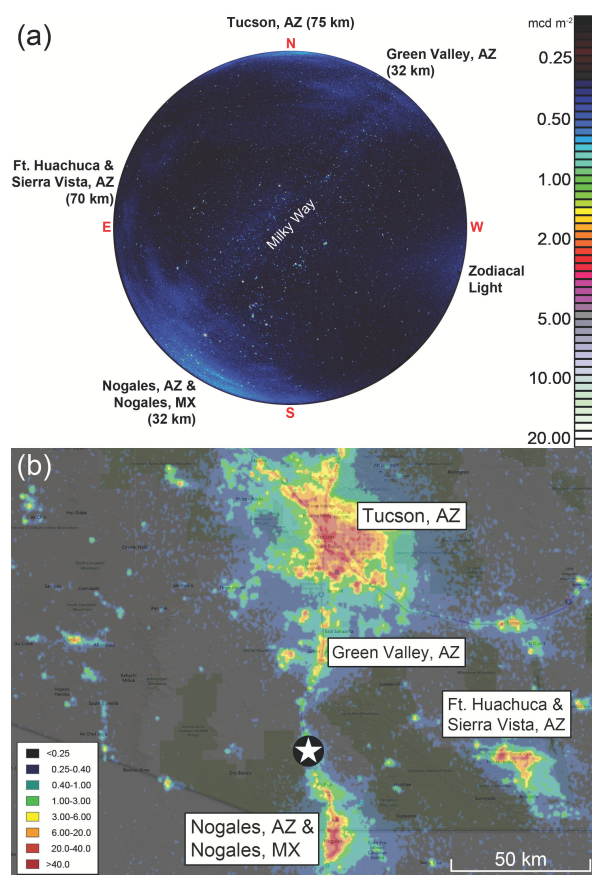 (a)
Tucson, AZ (75 km)
mcd m-2
N
Green Valley, AZ
(32 km)
0.25
0.50
Ft. Huachuca &
Sierra Vista, AZ
(70 km)
1.00
Milky Way
E
W
2.00
Zodiacal
Light
5.00
Nogales, AZ &
Nogales, MX
(32 km)
10.00
S
20.00
(b)
Tucson, AZ
Green Valley, AZ
Ft. Huachuca &
Sierra Vista, AZ
<0.25
0.25-0.40
0.40-1.00
1.00-3.00
3.00-6.00
6.00-20.0
20.0-40.0
>40.0
Nogales, AZ &
Nogales, MX
50 km